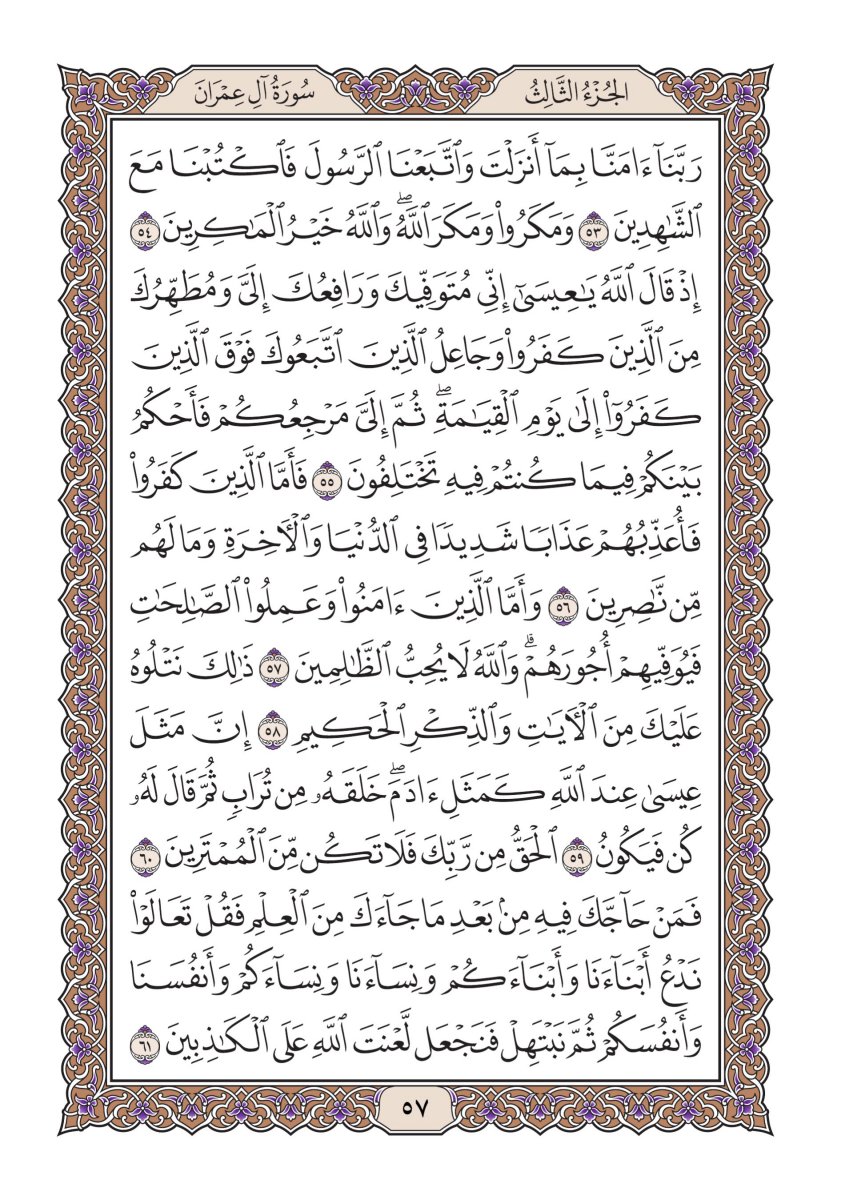 الجُزْءُ الثَّالِثُ
سُورَةُ آلِ عِمْرَانَ
رَبَّنَآ ءَامَنَّا بِمَآ أَنزَلْتَ وَٱتَّبَعْنَا ٱلرَّسُولَ فَٱكْتُبْنَا مَعَ
ٱلشَّٰهِدِينَ ٥٣ وَمَكَرُواْ وَمَكَرَ ٱللَّهُۖ وَٱللَّهُ خَيْرُ ٱلْمَٰكِرِينَ ٥٤
إِذْ قَالَ ٱللَّهُ يَٰعِيسَىٰٓ إِنِّي مُتَوَفِّيكَ وَرَافِعُكَ إِلَيَّ وَمُطَهِّرُكَ
مِنَ ٱلَّذِينَ كَفَرُواْ وَجَاعِلُ ٱلَّذِينَ ٱتَّبَعُوكَ فَوْقَ ٱلَّذِينَ
كَفَرُوٓاْ إِلَىٰ يَوْمِ ٱلْقِيَٰمَةِۖ ثُمَّ إِلَيَّ مَرْجِعُكُمْ فَأَحْكُمُ
بَيْنَكُمْ فِيمَا كُنتُمْ فِيهِ تَخْتَلِفُونَ ٥٥ فَأَمَّا ٱلَّذِينَ كَفَرُواْ
فَأُعَذِّبُهُمْ عَذَابًا شَدِيدًا فِي ٱلدُّنْيَا وَٱلْأٓخِرَةِ وَمَا لَهُم
مِّن نَّٰصِرِينَ ٥٦ وَأَمَّا ٱلَّذِينَ ءَامَنُواْ وَعَمِلُواْ ٱلصَّٰلِحَٰتِ
فَيُوَفِّيهِمْ أُجُورَهُمْۗ وَٱللَّهُ لَا يُحِبُّ ٱلظَّٰلِمِينَ ٥٧ ذَٰلِكَ نَتْلُوهُ
عَلَيْكَ مِنَ ٱلْأٓيَٰتِ وَٱلذِّكْرِ ٱلْحَكِيمِ ٥٨ إِنَّ مَثَلَ
عِيسَىٰ عِندَ ٱللَّهِ كَمَثَلِ ءَادَمَۖ خَلَقَهُۥ مِن تُرَابٍ ثُمَّ قَالَ لَهُۥ
كُن فَيَكُونُ ٥٩ ٱلْحَقُّ مِن رَّبِّكَ فَلَا تَكُن مِّنَ ٱلْمُمْتَرِينَ ٦٠
فَمَنْ حَآجَّكَ فِيهِ مِنۢ بَعْدِ مَا جَآءَكَ مِنَ ٱلْعِلْمِ فَقُلْ تَعَالَوْاْ
نَدْعُ أَبْنَآءَنَا وَأَبْنَآءَكُمْ وَنِسَآءَنَا وَنِسَآءَكُمْ وَأَنفُسَنَا
وَأَنفُسَكُمْ ثُمَّ نَبْتَهِلْ فَنَجْعَل لَّعْنَتَ ٱللَّهِ عَلَى ٱلْكَٰذِبِينَ ٦١
٥٧